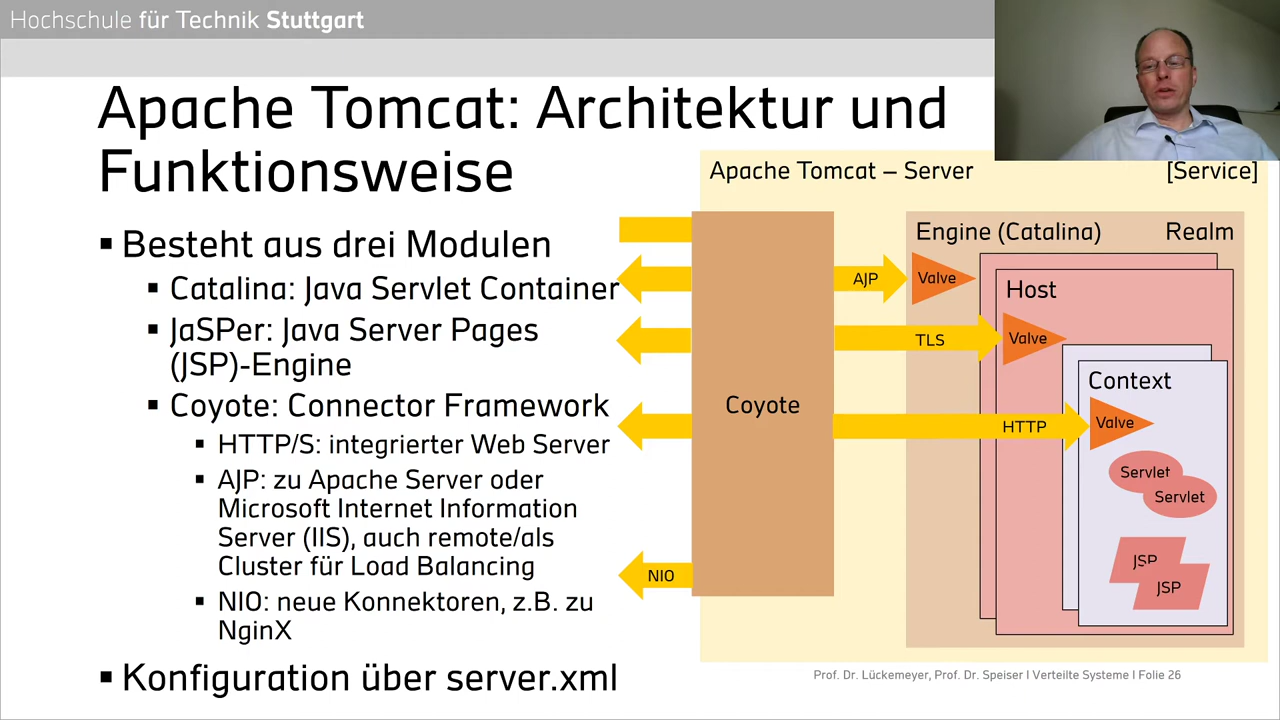 Hochschule für Technik Stuttgart
Apache Tomcat: Architektur und
Funktionsweise
▪ Besteht aus drei Modulen
▪ Catalina: Java Servlet Container
▪ JaSPer: Java Server Pages
(JSP)-Engine
▪ Coyote: Connector Framework
▪ HTTP/S: integrierter Web Server
▪ AJP: zu Apache Server oder
Microsoft Internet Information
Server (IIS), auch remote/als
Cluster für Load Balancing
▪ NIO: neue Konnektoren, z.B. zu
NginX
▪ Konfiguration über server.xml
Apache Tomcat – Server [Service]
Engine (Catalina) Realm
AJP
Valve
Host
TLS
Valve
Context
Coyote
HTTP
Valve
Servlet
Servlet
JSP
JSP
NIO
Prof. Dr. Lückemeyer, Prof. Dr. Speiser I Verteilte Systeme I Folie 26